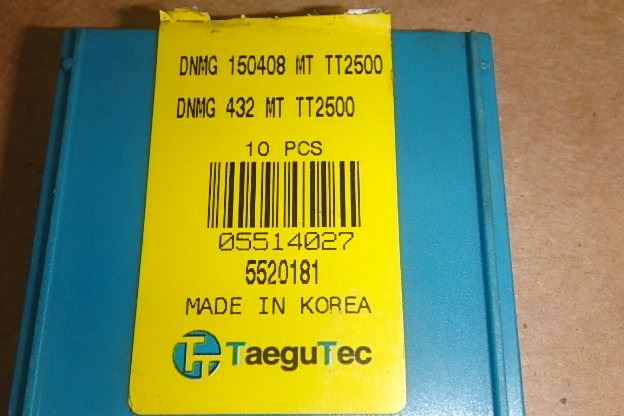 DNMG 150408 MT TT2500
DNMG 432 MT TT2500
10 PCS
05514027
5520181
MADE IN KOREA
TaeguTec